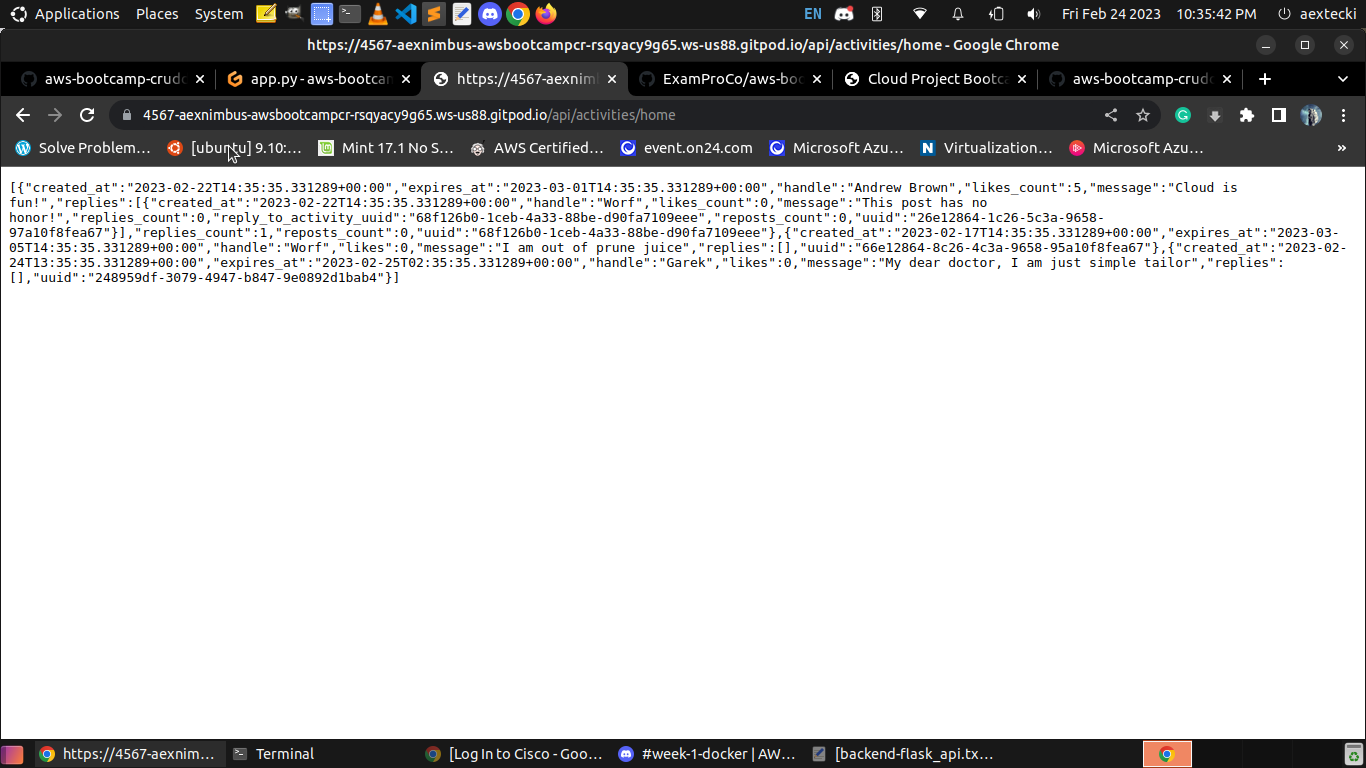 Applications Places System EN Fri Feb 24 2023 10:35:42 PM aextecki
https://4567-aexnimbus-awsbootcampcr-rsqyacy9g65.ws-us88.gitpod.io/api/activities/home - Google Chrome
aws-bootcamp-crudc app.py - aws-bootcan https://4567-aexnim ExamProCo/aws-boo Cloud Project Bootca aws-bootcamp-crudc
4567-aexnimbus-awsbootcampcr-rsqyacy9g65.ws-us88.gitpod.io/api/activities/home
Solve Problem... [ubuntu] 9.10:... Mint 17.1 No S... AWS Certified... event.on24.com Microsoft Azu... Virtualization... Microsoft Azu... »
[{"created_at":"2023-02-22T14:35:35.331289+00:00","expires_at":"2023-03-01T14:35:35.331289+00:00","handle":"Andrew Brown","likes_count":5,"message":"Cloud is
fun!","replies":[{"created_at":"2023-02-22T14:35:35.331289+00:00","handle":"Worf","likes_count":0,"message":"This post has no
honor!","replies_count":0,"reply_to_activity_uuid":"68f126b0-1ceb-4a33-88be-d90fa7109eee","reposts_count":0,"uuid":"26e12864-1c26-5c3a-9658-
97a10f8fea67"}],"replies_count":1,"reposts_count":0,"uuid":"68f126b0-1ceb-4a33-88be-d90fa7109eee"},{"created_at":"2023-02-17T14:35:35.331289+00:00","expires_at":"2023-03-
05T14:35:35.331289+00:00","handle":"Worf","likes":0,"message":"I am out of prune juice","replies":[],"uuid":"66e12864-8c26-4c3a-9658-95a10f8fea67"},{"created_at":"2023-02-
24T13:35:35.331289+00:00","expires_at":"2023-02-25T02:35:35.331289+00:00","handle":"Garek","likes":0,"message":"My dear doctor, I am just simple tailor","replies":
[],"uuid":"248959df-3079-4947-b847-9e0892d1bab4"}]
https://4567-aexnim... Terminal [Log In to Cisco - Goo... #week-1-docker | AW... [backend-flask_api.tx...